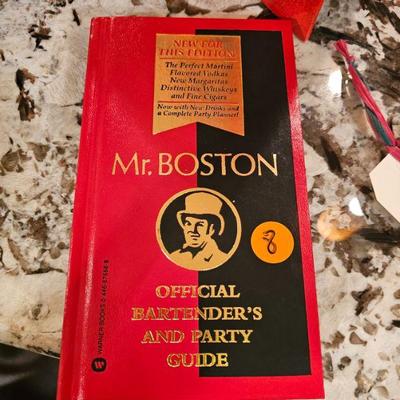 NEW FOR
THIS EDITION!
The Perfect Martini
Flavored Vodkas
New Margaritas
Distinctive Whiskeys
and Fine Cigars
Now with New Drinks and
a Complete Party Planner!
Mr. BOSTON
8
OFFICIAL
BARTENDER'S
AND PARTY
GUIDE
WARNER BOOKS